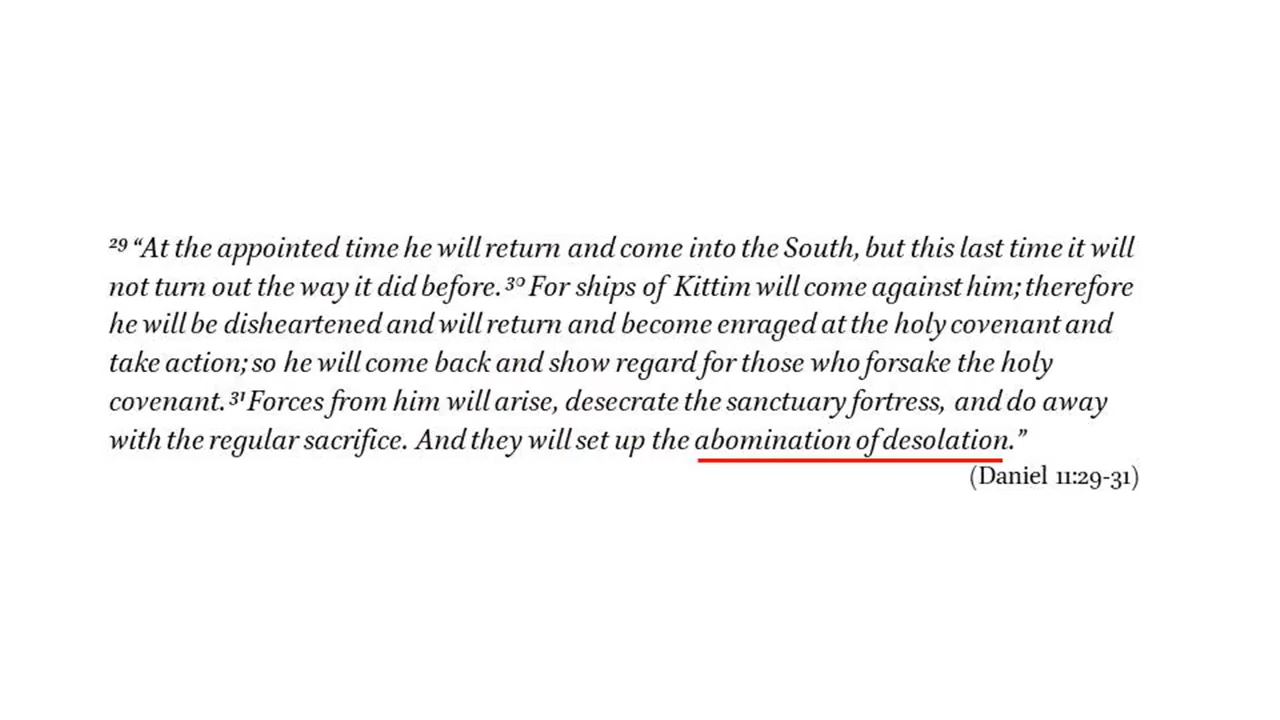 ²⁹ “At the appointed time he will return and come into the South, but this last time it will
not turn out the way it did before. ³⁰ For ships of Kittim will come against him; therefore
he will be disheartened and will return and become enraged at the holy covenant and
take action; so he will come back and show regard for those who forsake the holy
covenant. ³¹ Forces from him will arise, desecrate the sanctuary fortress, and do away
with the regular sacrifice. And they will set up the abomination of desolation.”
(Daniel 11:29-31)